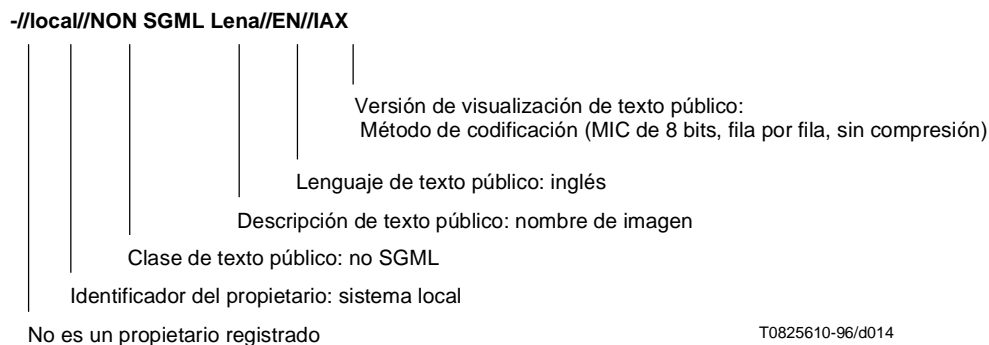 -//local//NON SGML Lena//EN//IAX
Versión de visualización de texto público:
Método de codificación (MIC de 8 bits, fila por fila, sin compresión)
Lenguaje de texto público: inglés
Descripción de texto público: nombre de imagen
Clase de texto público: no SGML
Identificador del propietario: sistema local
No es un propietario registrado
T0825610-96/d014